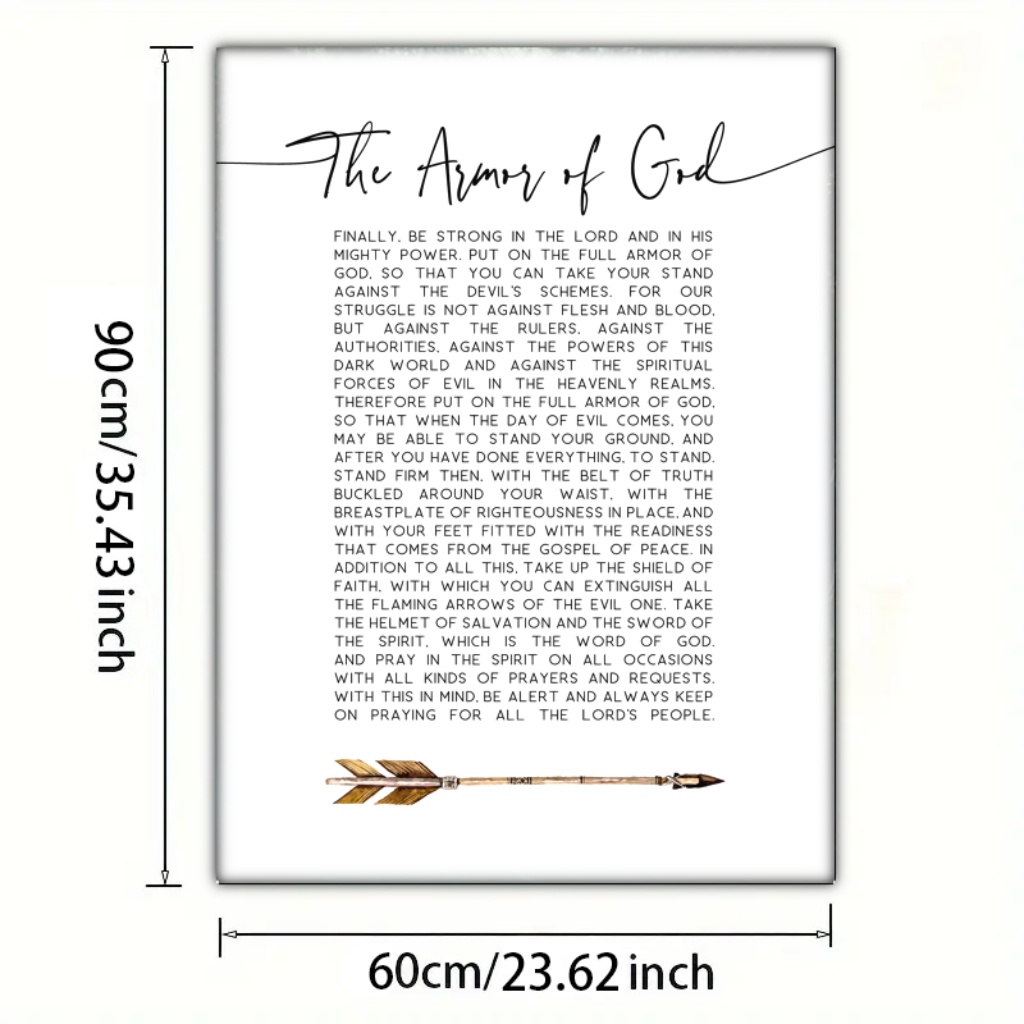 The Armor of God
FINALLY, BE STRONG IN THE LORD AND IN HIS
MIGHTY POWER. PUT ON THE FULL ARMOR OF
GOD, SO THAT YOU CAN TAKE YOUR STAND
AGAINST THE DEVIL'S SCHEMES. FOR OUR
STRUGGLE IS NOT AGAINST FLESH AND BLOOD,
BUT AGAINST THE RULERS, AGAINST THE
AUTHORITIES, AGAINST THE POWERS OF THIS
DARK WORLD AND AGAINST THE SPIRITUAL
FORCES OF EVIL IN THE HEAVENLY REALMS.
THEREFORE PUT ON THE FULL ARMOR OF GOD,
SO THAT WHEN THE DAY OF EVIL COMES, YOU
MAY BE ABLE TO STAND YOUR GROUND, AND
AFTER YOU HAVE DONE EVERYTHING, TO STAND.
STAND FIRM THEN, WITH THE BELT OF TRUTH
BUCKLED AROUND YOUR WAIST, WITH THE
BREASTPLATE OF RIGHTEOUSNESS IN PLACE, AND
WITH YOUR FEET FITTED WITH THE READINESS
THAT COMES FROM THE GOSPEL OF PEACE. IN
ADDITION TO ALL THIS, TAKE UP THE SHIELD OF
FAITH, WITH WHICH YOU CAN EXTINGUISH ALL
THE FLAMING ARROWS OF THE EVIL ONE. TAKE
THE HELMET OF SALVATION AND THE SWORD OF
THE SPIRIT, WHICH IS THE WORD OF GOD.
AND PRAY IN THE SPIRIT ON ALL OCCASIONS
WITH ALL KINDS OF PRAYERS AND REQUESTS.
WITH THIS IN MIND, BE ALERT AND ALWAYS KEEP
ON PRAYING FOR ALL THE LORD'S PEOPLE.
90cm/35.43 inch
60cm/23.62 inch